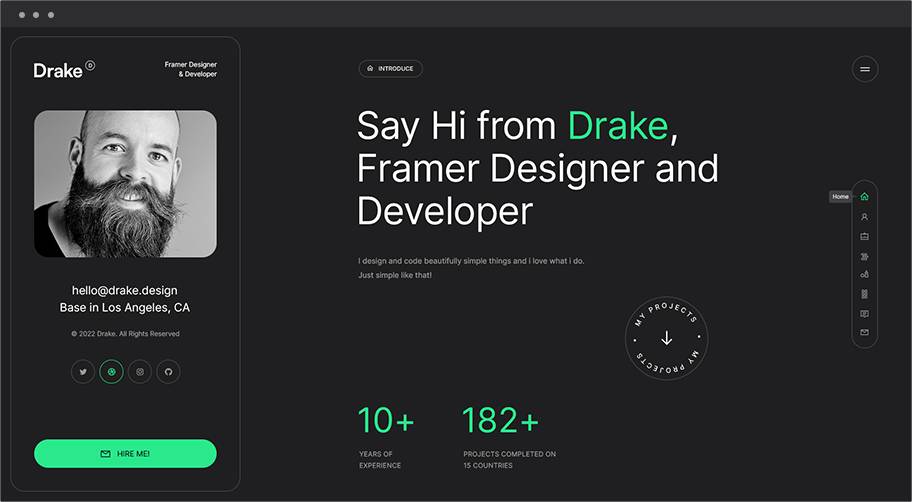 Drake D
Framer Designer
& Developer
hello@drake.design
Base in Los Angeles, CA
© 2022 Drake. All Rights Reserved
HIRE ME!
INTRODUCE
Say Hi from Drake,
Framer Designer and
Developer
I design and code beautifully simple things and i love what i do.
Just simple like that!
MY PROJECTS • MY PROJECTS •
10+
YEARS OF
EXPERIENCE
182+
PROJECTS COMPLETED ON
15 COUNTRIES
Home